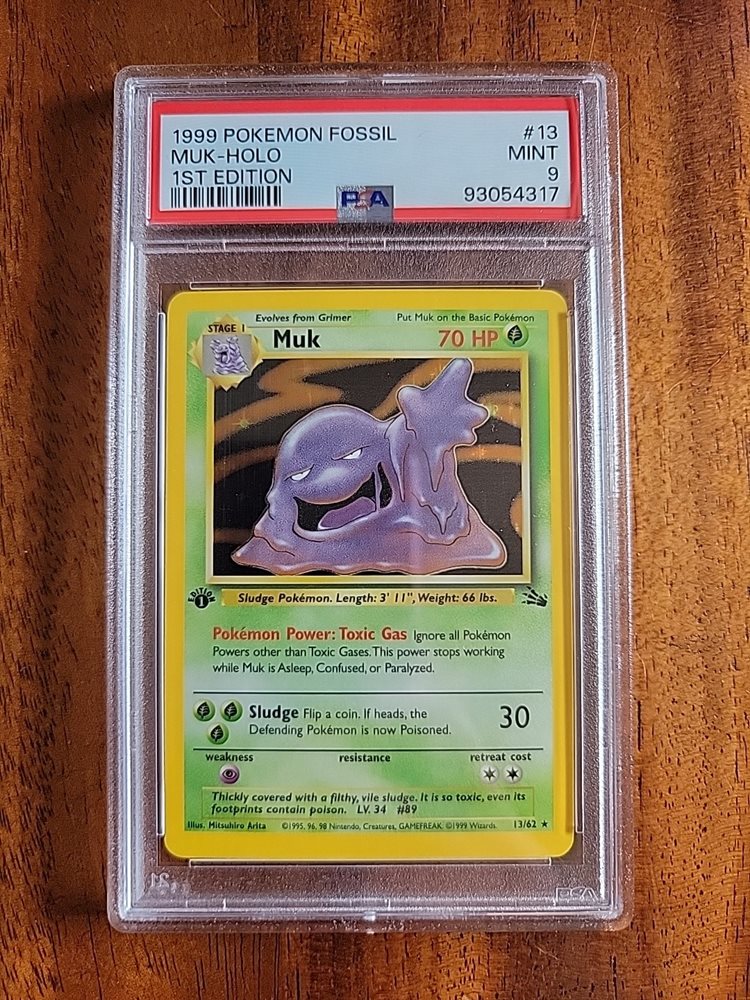 1999 POKEMON FOSSIL #13
MUK-HOLO MINT
1ST EDITION 9
PSA 93054317
Evolves from Grimer Put Muk on the Basic Pokémon
STAGE 1 Muk 70 HP
EDITION 1
Sludge Pokémon. Length: 3' 11", Weight: 66 lbs.
Pokémon Power: Toxic Gas Ignore all Pokémon
Powers other than Toxic Gases. This power stops working
while Muk is Asleep, Confused, or Paralyzed.
Sludge Flip a coin. If heads, the 30
Defending Pokémon is now Poisoned.
weakness resistance retreat cost
Thickly covered with a filthy, vile sludge. It is so toxic, even its
footprints contain poison. LV. 34 #89
Illus. Mitsuhiro Arita ©1995, 96, 98 Nintendo, Creatures, GAMEFREAK. ©1999 Wizards. 13/62 ★
PSA